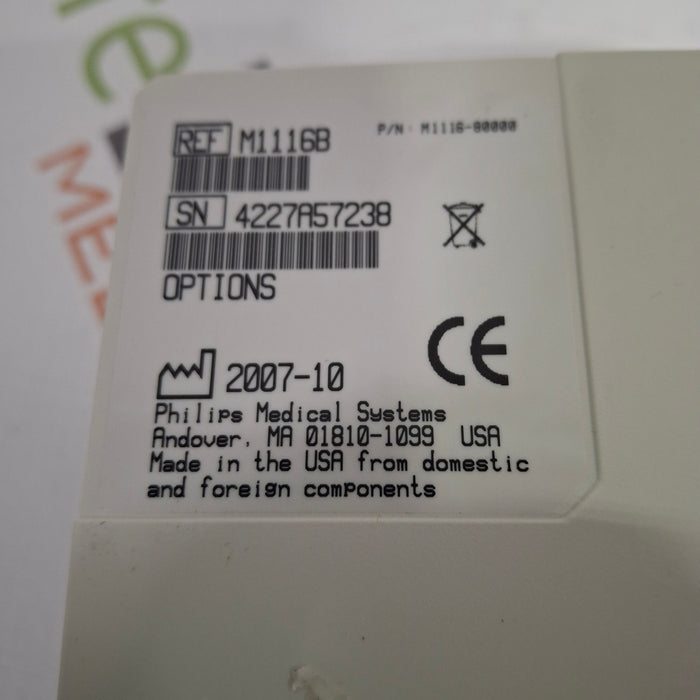 REF M1116B P/N: M1116-80000
SN 4227A57238
OPTIONS
2007-10
CE
Philips Medical Systems
Andover, MA 01810-1099 USA
Made in the USA from domestic
and foreign components